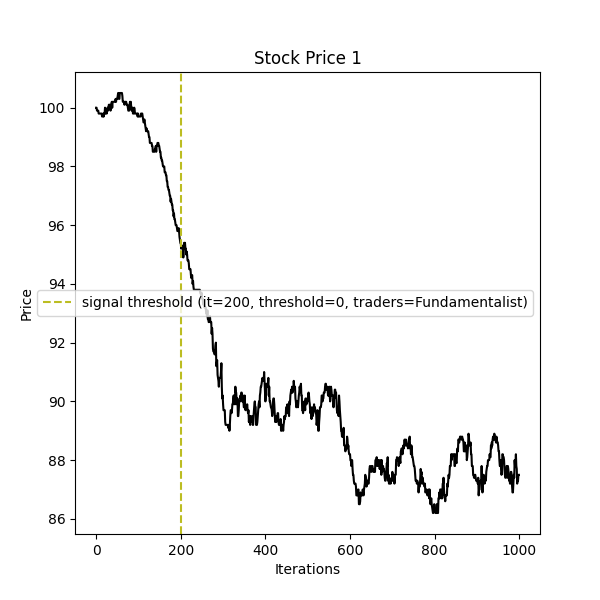 Stock Price 1
100
98
96
94
92
90
88
86
Price
signal threshold (it=200, threshold=0, traders=Fundamentalist)
0 200 400 600 800 1000
Iterations